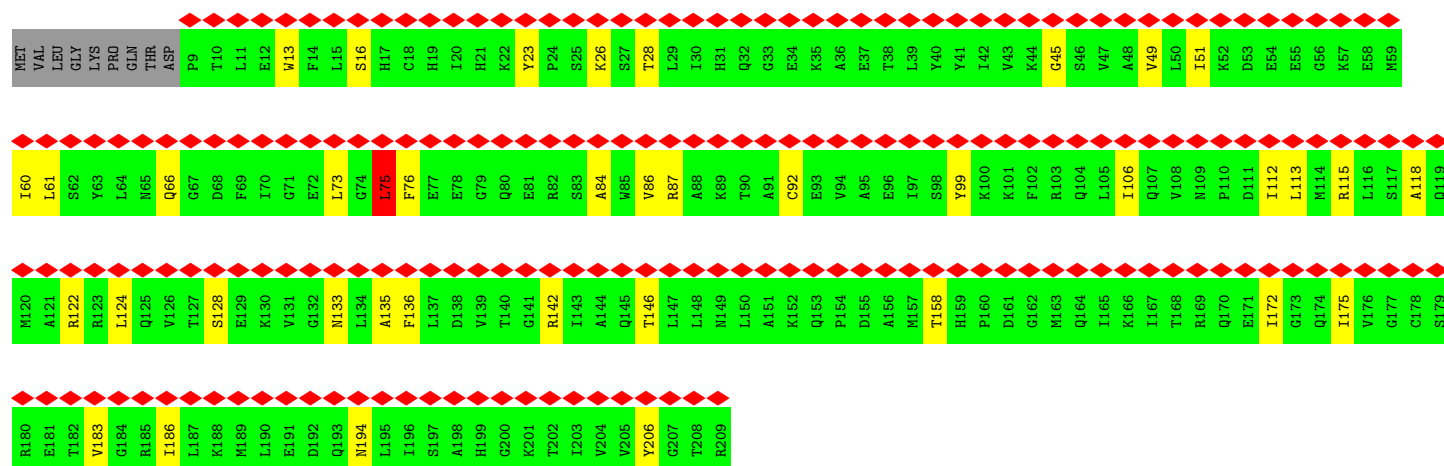 MET VAL LEU GLY LYS PRO GLN THR ASP P9 T10 L11 E12 W13 F14 L15 S16 H17 C18 H19 I20 H21 K22 Y23 P24 S25 K26 S27 T28 L29 I30 H31 Q32 G33 E34 K35 A36 E37 T38 L39 Y40 Y41 I42 V43 K44 G45 S46 V47 A48 V49 L50 I51 K52 D53 E54 E55 G56 K57 E58 M59
I60 L61 S62 Y63 L64 N65 Q66 G67 D68 F69 I70 G71 E72 L73 G74 L75 F76 E77 E78 G79 Q80 E81 R82 S83 A84 W85 V86 R87 A88 K89 T90 A91 C92 E93 V94 A95 E96 I97 S98 Y99 K100 K101 F102 R103 Q104 L105 I106 Q107 V108 N109 P110 D111 I112 L113 M114 R115 L116 S117 A118 Q119
M120 A121 R122 R123 L124 Q125 V126 T127 S128 E129 K130 V131 G132 N133 L134 A135 F136 L137 D138 V139 T140 G141 R142 I143 A144 Q145 T146 L147 L148 N149 L150 A151 K152 Q153 P154 D155 A156 M157 T158 H159 P160 D161 G162 M163 Q164 I165 K166 I167 T168 R169 Q170 E171 I172 G173 Q174 I175 V176 G177 C178 S179
R180 E181 T182 V183 G184 R185 I186 L187 K188 M189 L190 E191 D192 Q193 N194 L195 I196 S197 A198 H199 G200 K201 T202 I203 V204 V205 Y206 G207 T208 R209